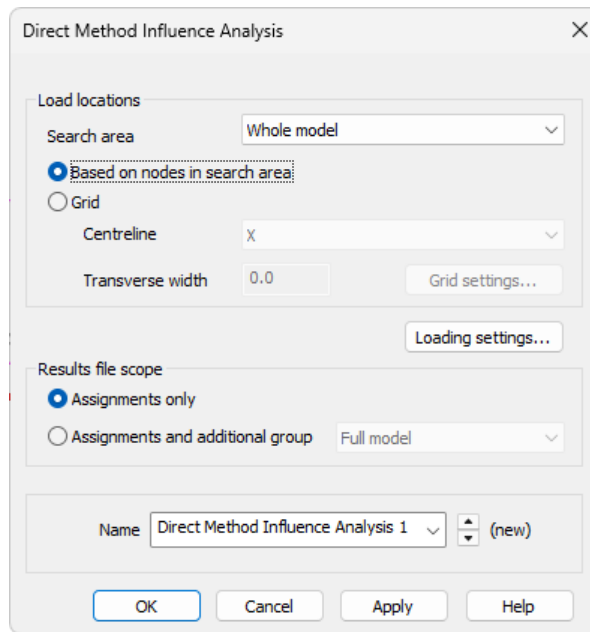 Direct Method Influence Analysis
Load locations
Search area Whole model
Based on nodes in search area
Grid
Centreline X
Transverse width 0.0 Grid settings...
Loading settings...
Results file scope
Assignments only
Assignments and additional group Full model
Name Direct Method Influence Analysis 1 (new)
OK Cancel Apply Help